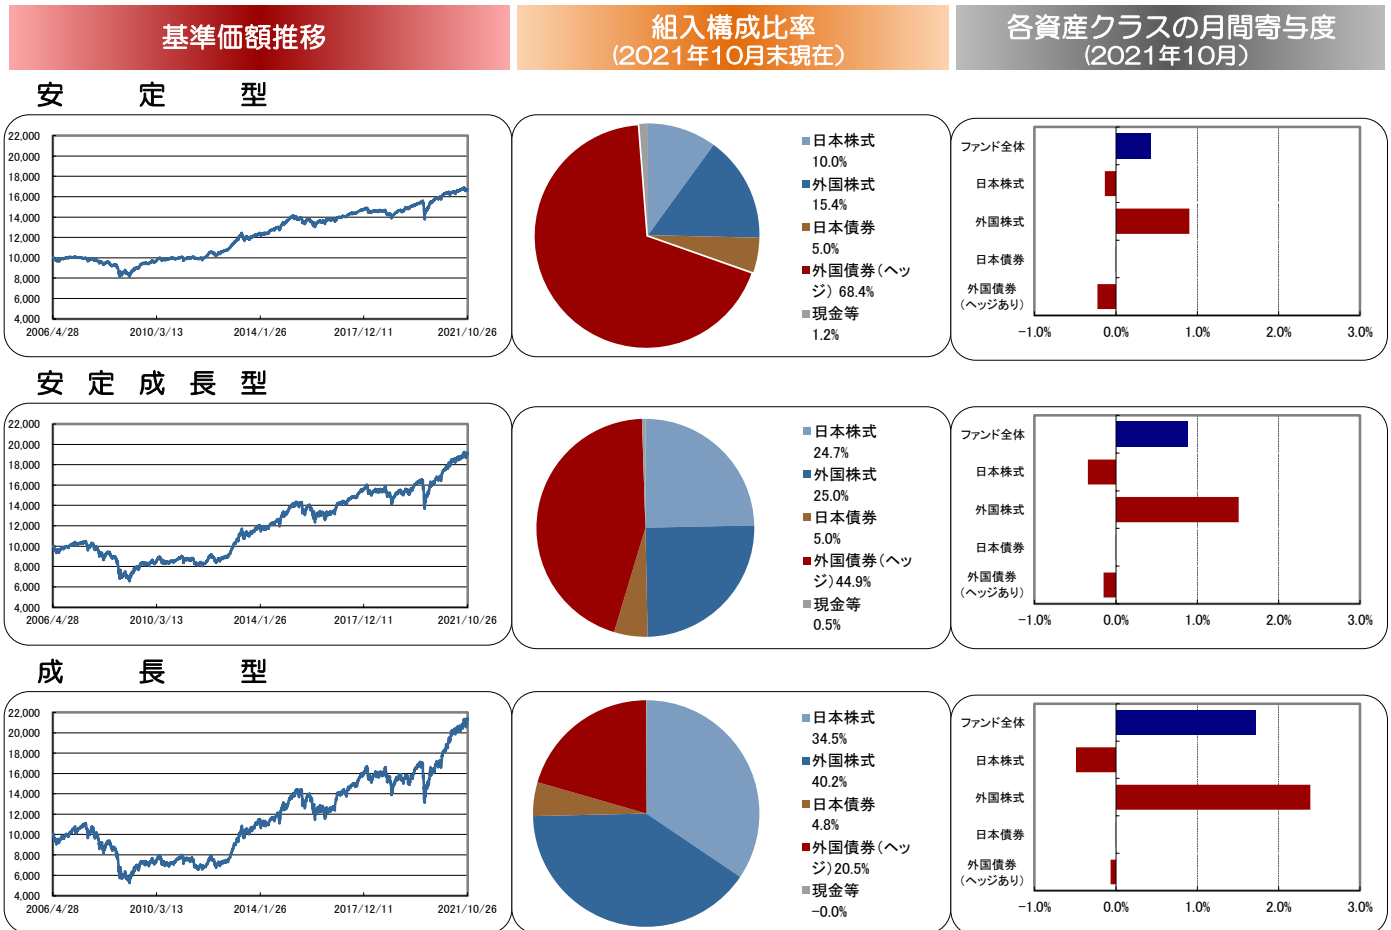 基準価額推移
組入構成比率
(2021年10月末現在)
各資産クラスの月間寄与度
(2021年10月)
安定型
22,000
20,000
18,000
16,000
14,000
12,000
10,000
8,000
6,000
4,000
2006/4/28 2010/3/13 2014/1/26 2017/12/11 2021/10/26
日本株式
10.0%
外国株式
15.4%
日本債券
5.0%
外国債券(ヘッ
ジ) 68.4%
現金等
1.2%
ファンド全体
日本株式
外国株式
日本債券
外国債券
(ヘッジあり)
-1.0% 0.0% 1.0% 2.0% 3.0%
安定成長型
22,000
20,000
18,000
16,000
14,000
12,000
10,000
8,000
6,000
4,000
2006/4/28 2010/3/13 2014/1/26 2017/12/11 2021/10/26
日本株式
24.7%
外国株式
25.0%
日本債券
5.0%
外国債券(ヘッ
ジ)44.9%
現金等
0.5%
ファンド全体
日本株式
外国株式
日本債券
外国債券
(ヘッジあり)
-1.0% 0.0% 1.0% 2.0% 3.0%
成長型
22,000
20,000
18,000
16,000
14,000
12,000
10,000
8,000
6,000
4,000
2006/4/28 2010/3/13 2014/1/26 2017/12/11 2021/10/26
日本株式
34.5%
外国株式
40.2%
日本債券
4.8%
外国債券(ヘッ
ジ)20.5%
現金等
-0.0%
ファンド全体
日本株式
外国株式
日本債券
外国債券
(ヘッジあり)
-1.0% 0.0% 1.0% 2.0% 3.0%